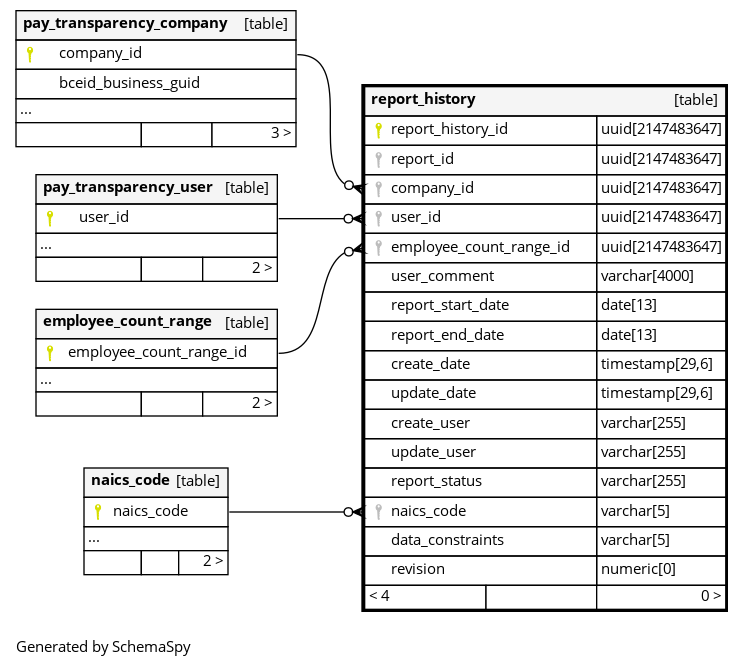 pay_transparency_company [table]
company_id
bceid_business_guid
...
3 >
pay_transparency_user [table]
user_id
...
2 >
employee_count_range [table]
employee_count_range_id
...
2 >
naics_code [table]
naics_code
...
2 >
report_history [table]
report_history_id uuid[2147483647]
report_id uuid[2147483647]
company_id uuid[2147483647]
user_id uuid[2147483647]
employee_count_range_id uuid[2147483647]
user_comment varchar[4000]
report_start_date date[13]
report_end_date date[13]
create_date timestamp[29,6]
update_date timestamp[29,6]
create_user varchar[255]
update_user varchar[255]
report_status varchar[255]
naics_code varchar[5]
data_constraints varchar[5]
revision numeric[0]
< 4 0 >
Generated by SchemaSpy